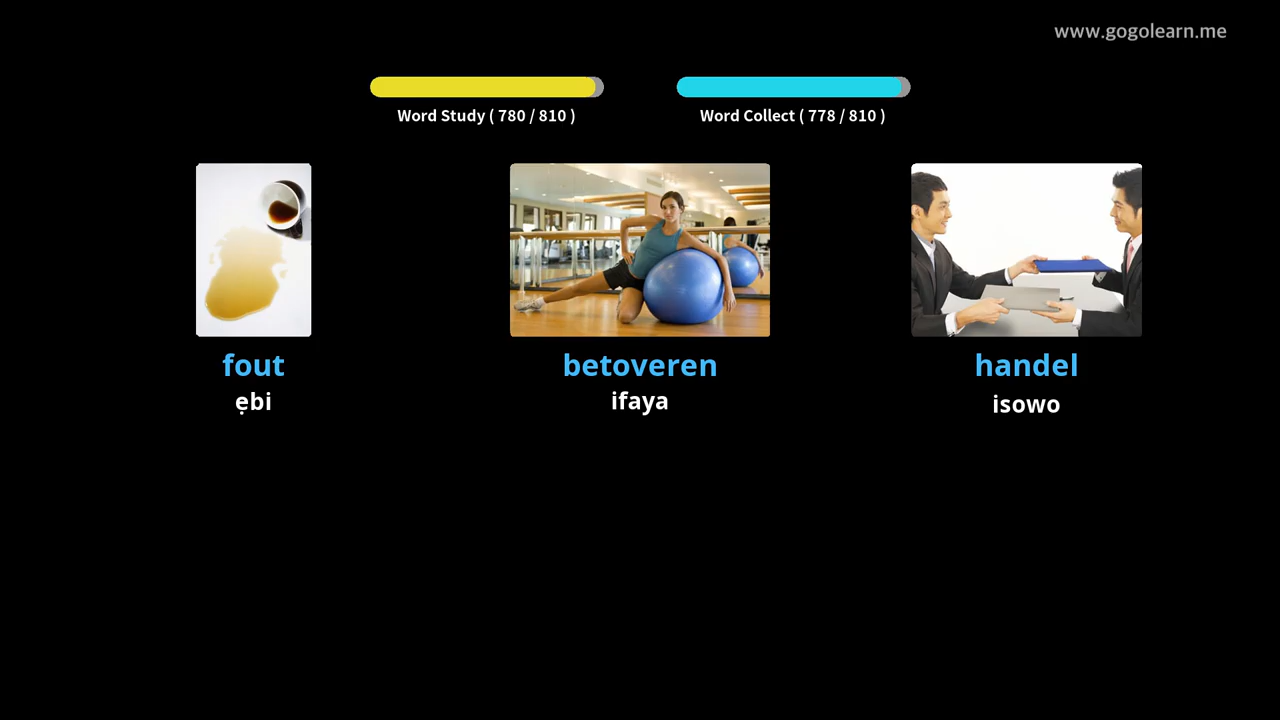 www.gogolearn.me
Word Study ( 780 / 810 )
Word Collect ( 778 / 810 )
fout
betoveren
handel
ẹbi
ifaya
isowo